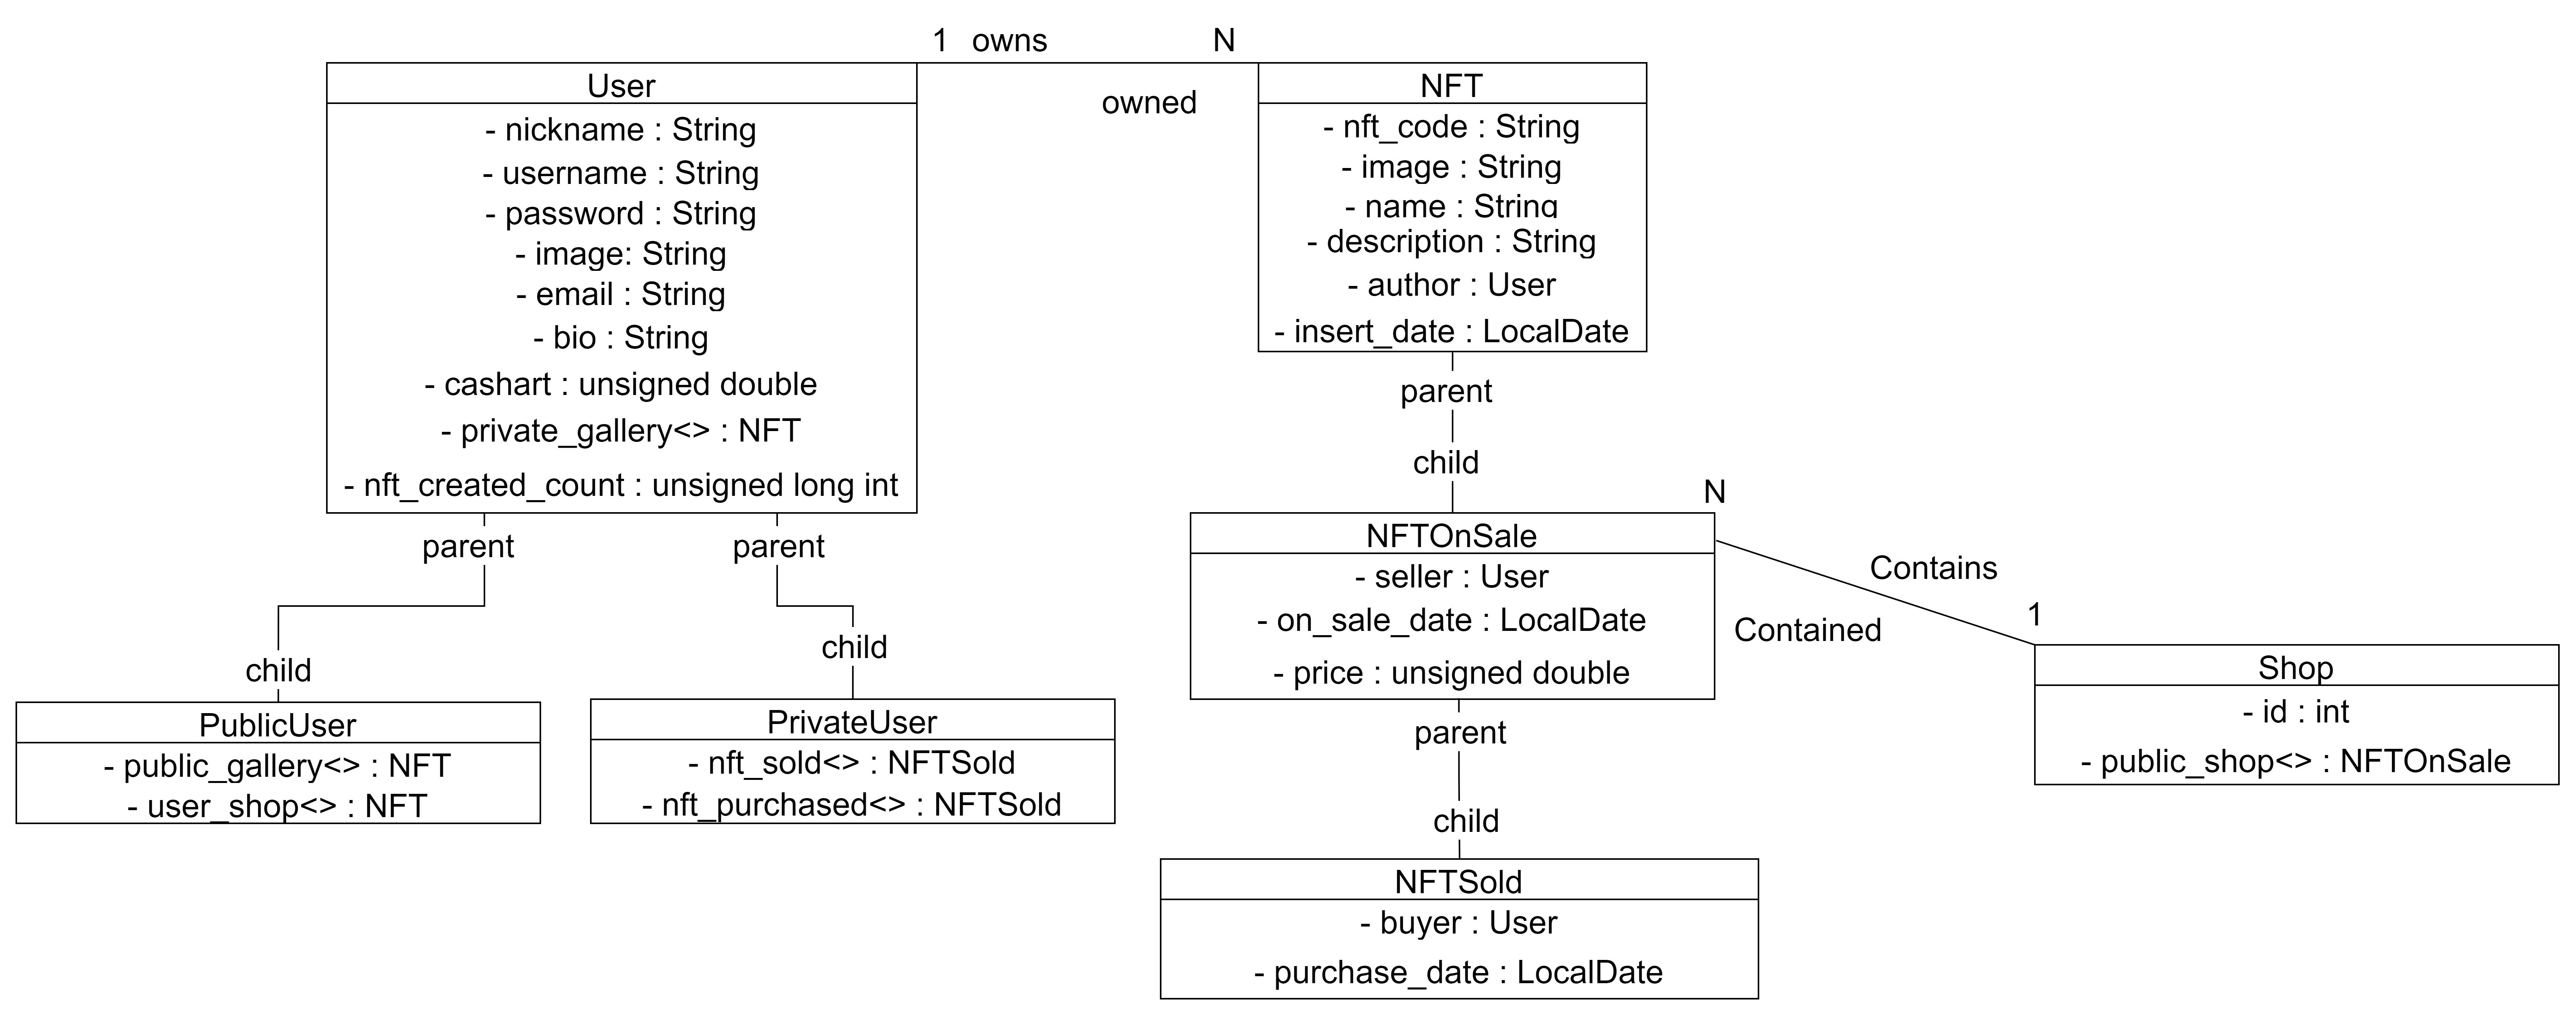 1 owns N
owned
User
- nickname : String
- username : String
- password : String
- image: String
- email : String
- bio : String
- cashart : unsigned double
- private_gallery<> : NFT
- nft_created_count : unsigned long int
NFT
- nft_code : String
- image : String
- name : String
- description : String
- author : User
- insert_date : LocalDate
parent
child
parent
child
parent
child
PublicUser
- public_gallery<> : NFT
- user_shop<> : NFT
PrivateUser
- nft_sold<> : NFTSold
- nft_purchased<> : NFTSold
NFTOnSale
- seller : User
- on_sale_date : LocalDate
- price : unsigned double
N
Contains
Contained
1
Shop
- id : int
- public_shop<> : NFTOnSale
parent
child
NFTSold
- buyer : User
- purchase_date : LocalDate